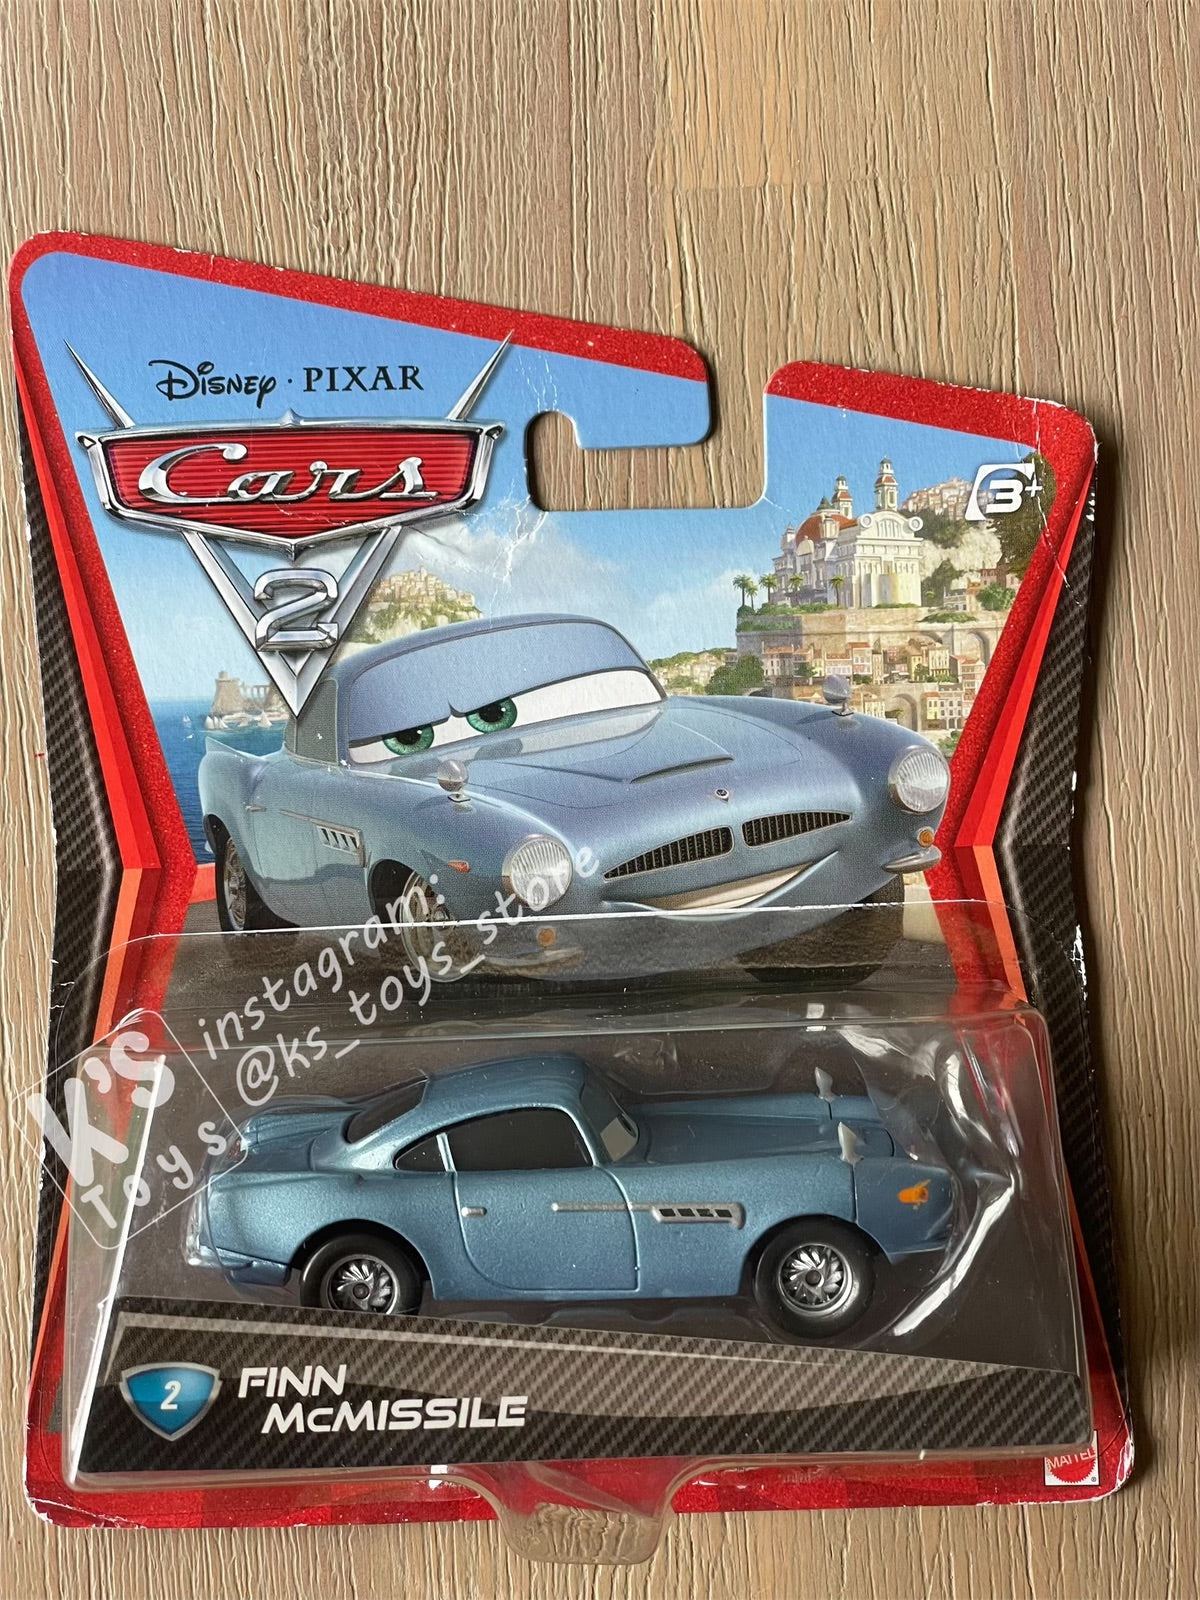 Disney · PIXAR
Cars
2
3+
instagram:
@ks_toys_store
K'S
Toys
2
FINN
McMISSILE
MATTEL
®